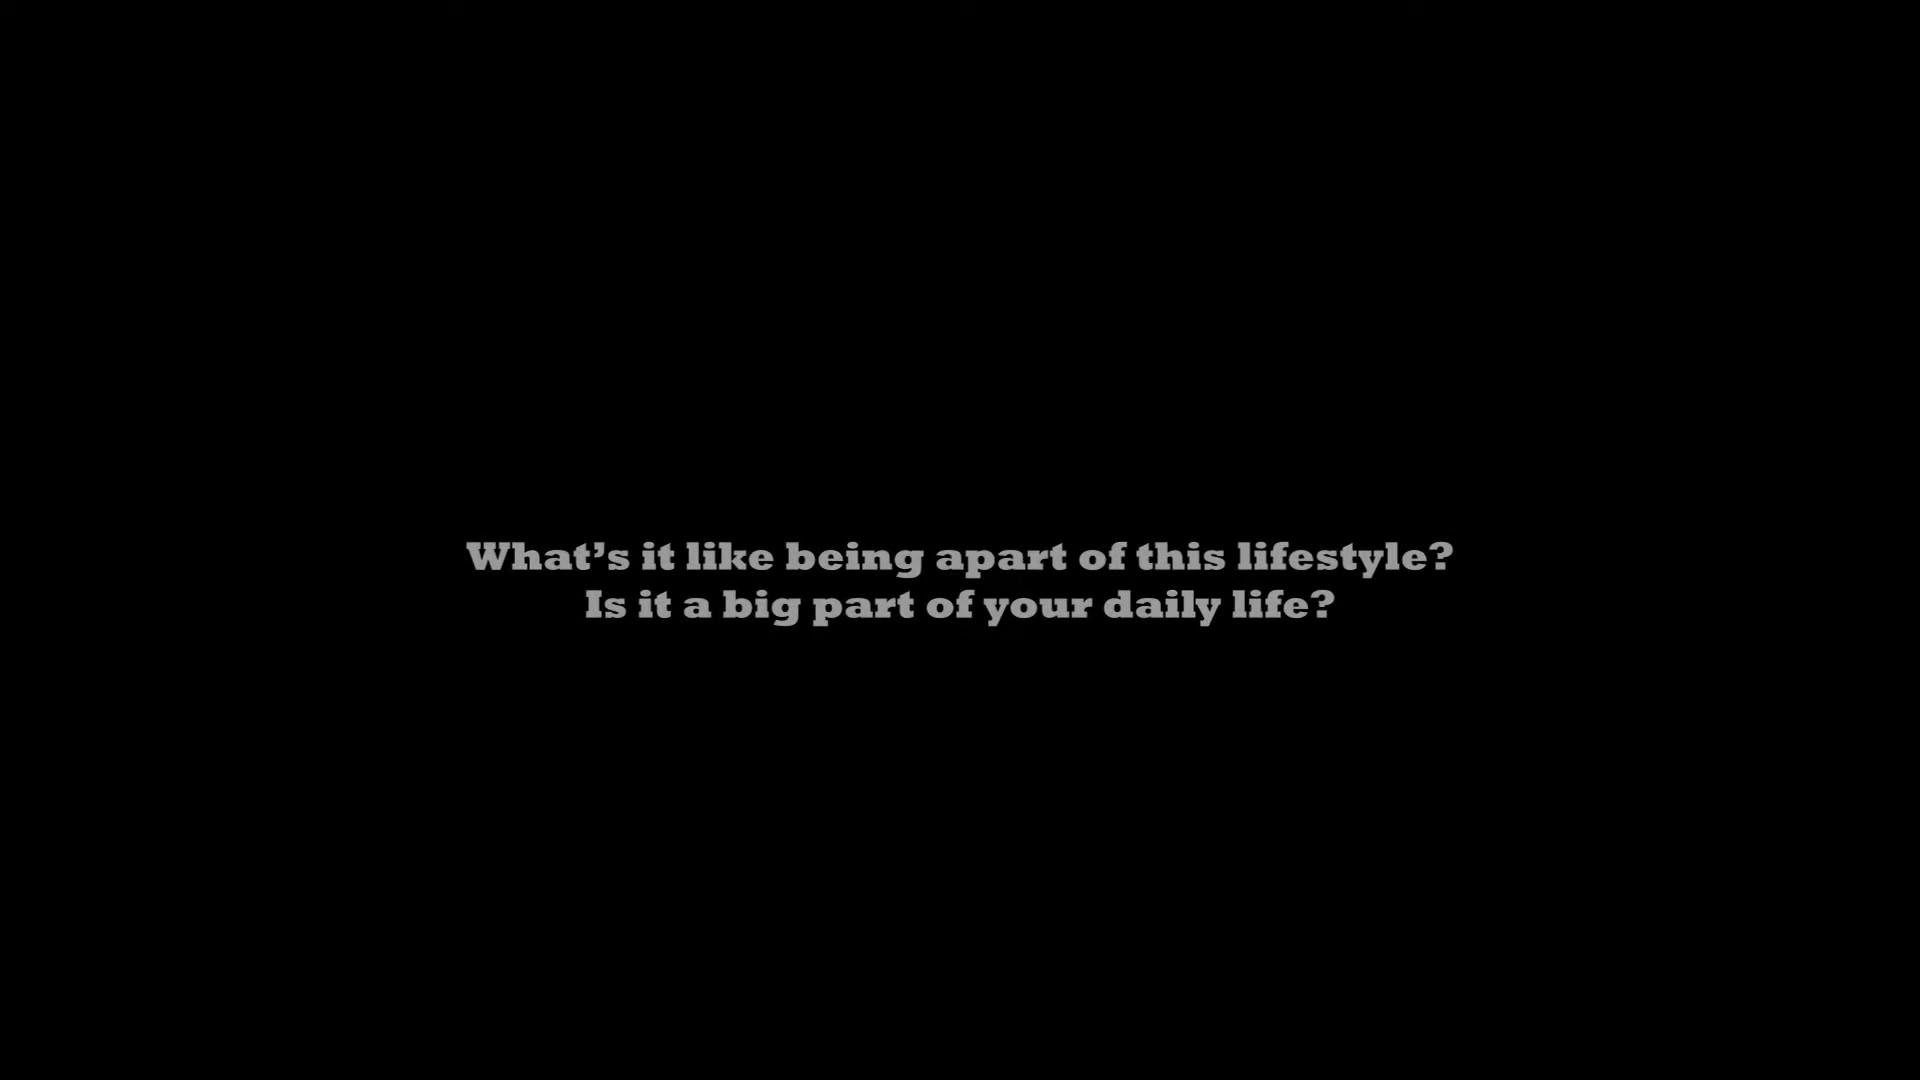 What's it like being apart of this lifestyle?
Is it a big part of your daily life?